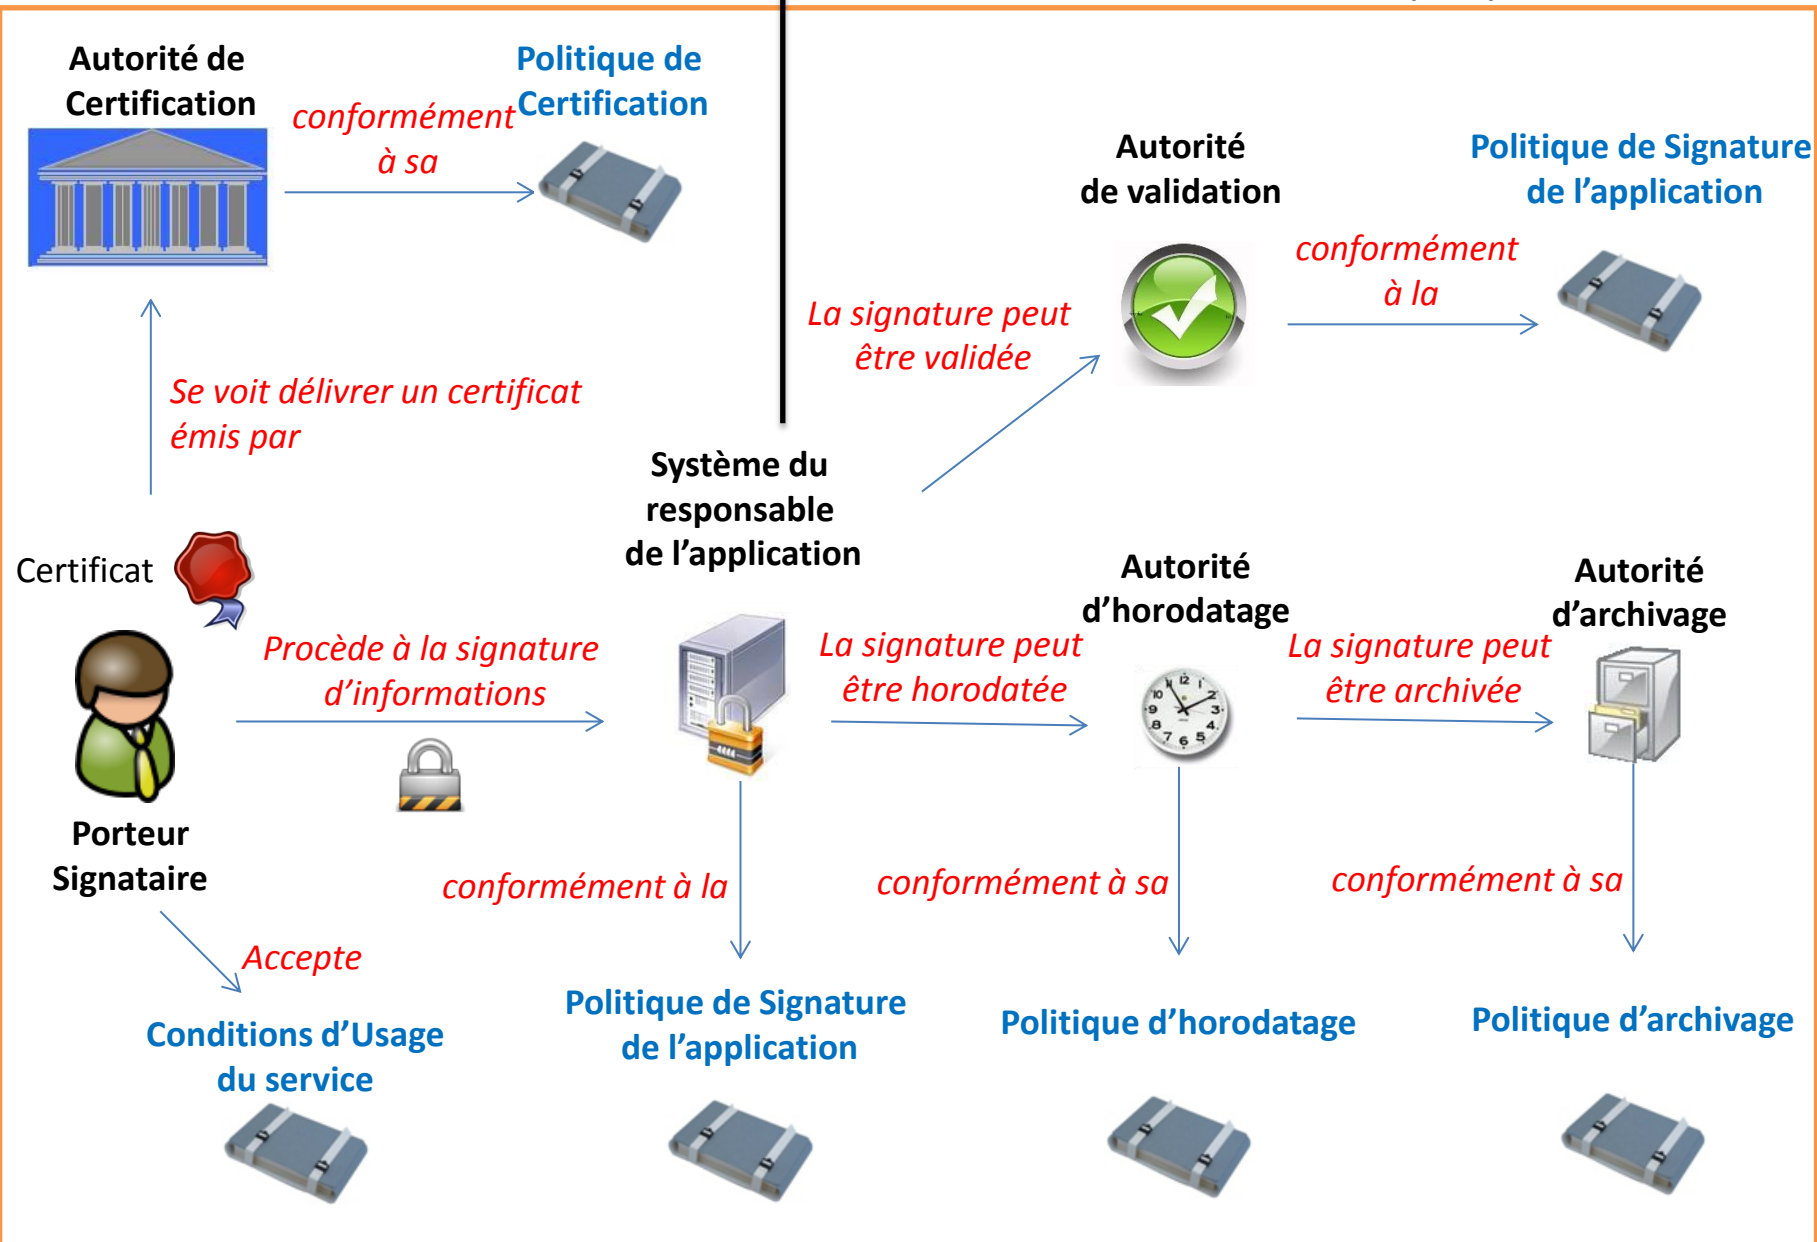 Autorité de
Certification
conformément
à sa
Politique de
Certification
Autorité
de validation
conformément
à la
Politique de Signature
de l’application
La signature peut
être validée
Se voit délivrer un certificat
émis par
Système du
responsable
de l’application
Certificat
Procède à la signature
d’informations
La signature peut
être horodatée
Autorité
d’horodatage
La signature peut
être archivée
Autorité
d’archivage
Porteur
Signataire
conformément à la
conformément à sa
conformément à sa
Accepte
Conditions d’Usage
du service
Politique de Signature
de l’application
Politique d’horodatage
Politique d’archivage